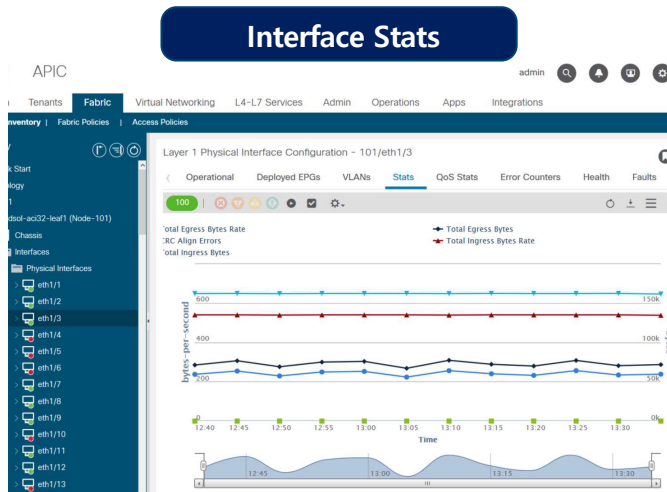 Interface Stats
APIC
admin
Tenants Fabric Virtual Networking L4-L7 Services Admin Operations Apps Integrations
nventory | Fabric Policies | Access Policies
k Start
ology
1
dsol-aci32-leaf1 (Node-101)
Chassis
Interfaces
Physical Interfaces
eth1/1
eth1/2
eth1/3
eth1/4
eth1/5
eth1/6
eth1/7
eth1/8
eth1/9
eth1/10
eth1/11
eth1/12
eth1/13
Layer 1 Physical Interface Configuration - 101/eth1/3
Operational Deployed EPGs VLANs Stats QoS Stats Error Counters Health Faults
100
otal Egress Bytes Rate
Total Egress Bytes
CRC Align Errors
Total Ingress Bytes Rate
otal Ingress Bytes
bytes-per-second
600 150k
400 100k
200 50k
0 0k
12:40 12:45 12:50 12:55 13:00 13:05 13:10 13:15 13:20 13:25 13:30
Time
12:45 13:00 13:15 13:30